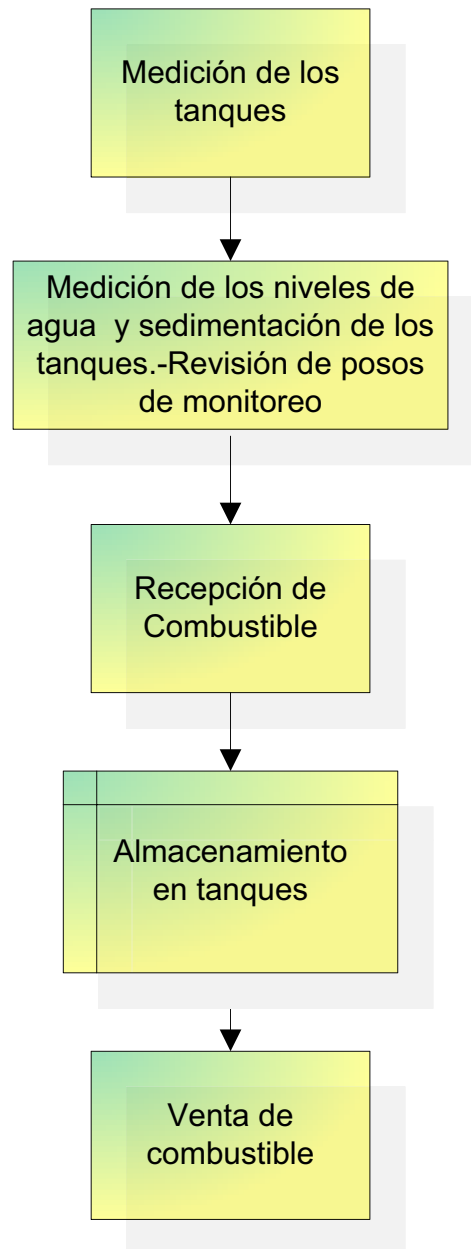 Medición de los
tanques
Medición de los niveles de
agua y sedimentación de los
tanques.-Revisión de posos
de monitoreo
Recepción de
Combustible
Almacenamiento
en tanques
Venta de
combustible